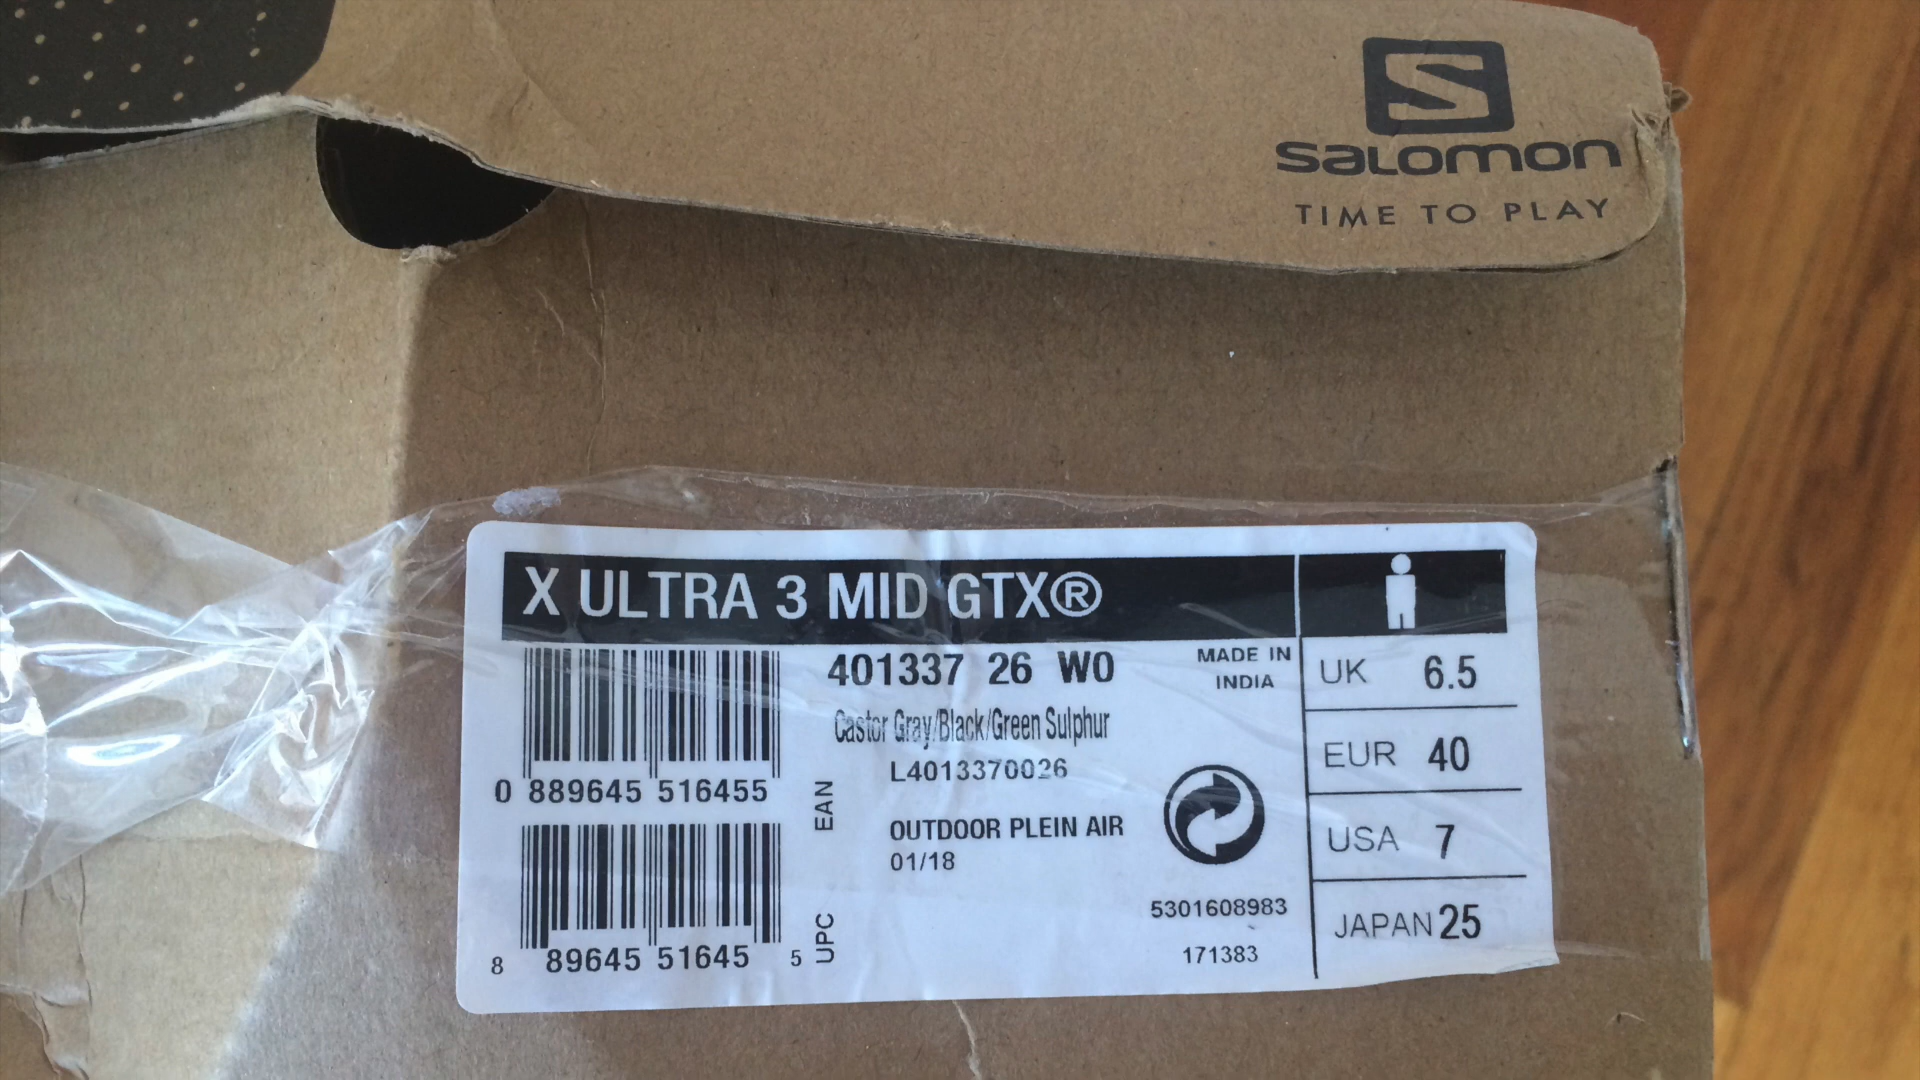 salomon
TIME TO PLAY
X ULTRA 3 MID GTX®
401337 26 W0
MADE IN
INDIA
Castor Gray/Black/Green Sulphur
L4013370026
0 889645 516455
EAN
OUTDOOR PLEIN AIR
01/18
8 89645 51645 5
UPC
5301608983
171383
UK 6.5
EUR 40
USA 7
JAPAN 25